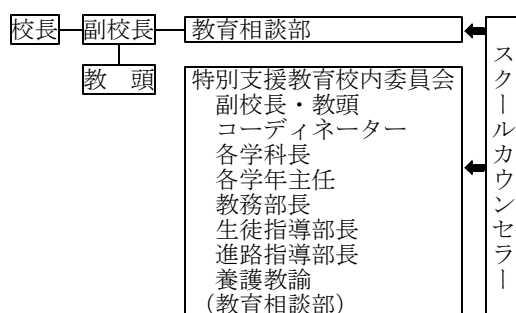 校長 副校長 教育相談部
教　頭
特別支援教育校内委員会
副校長・教頭
コーディネーター
各学科長
各学年主任
教務部長
生徒指導部長
進路指導部長
養護教諭
（教育相談部）
スクールカウンセラー